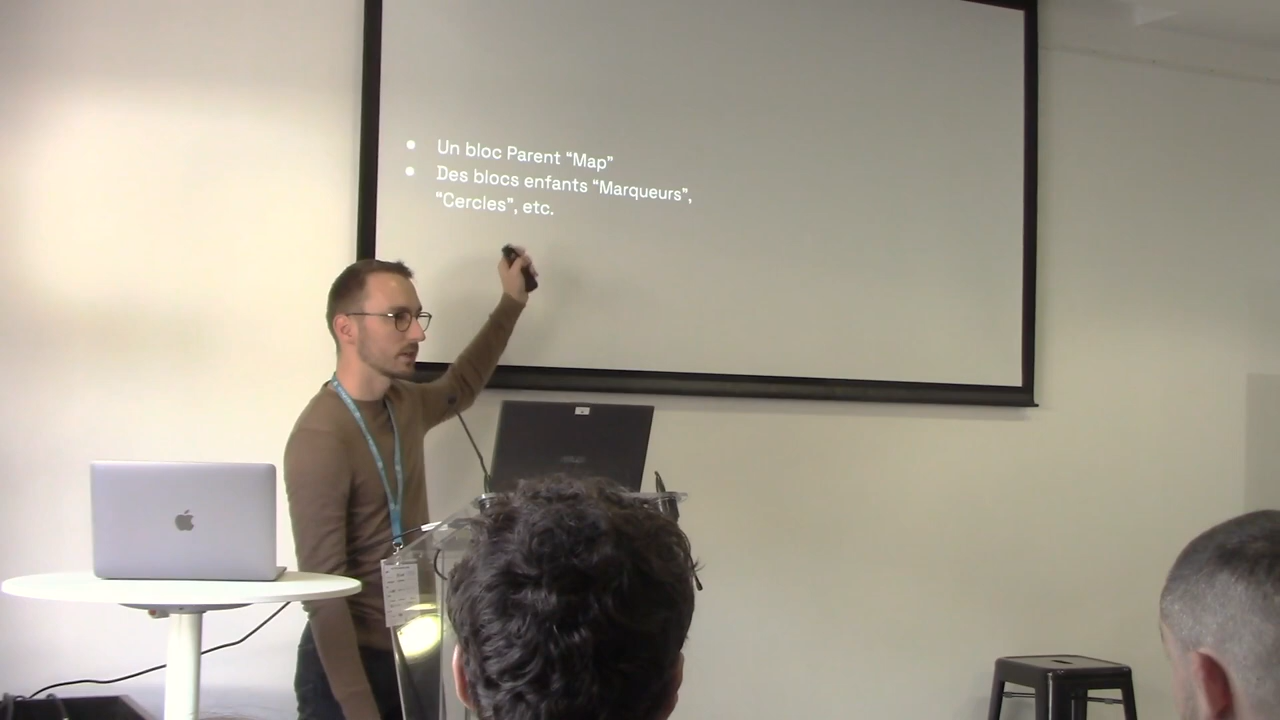 Un bloc Parent “Map”
Des blocs enfants “Marqueurs”,
“Cercles”, etc.